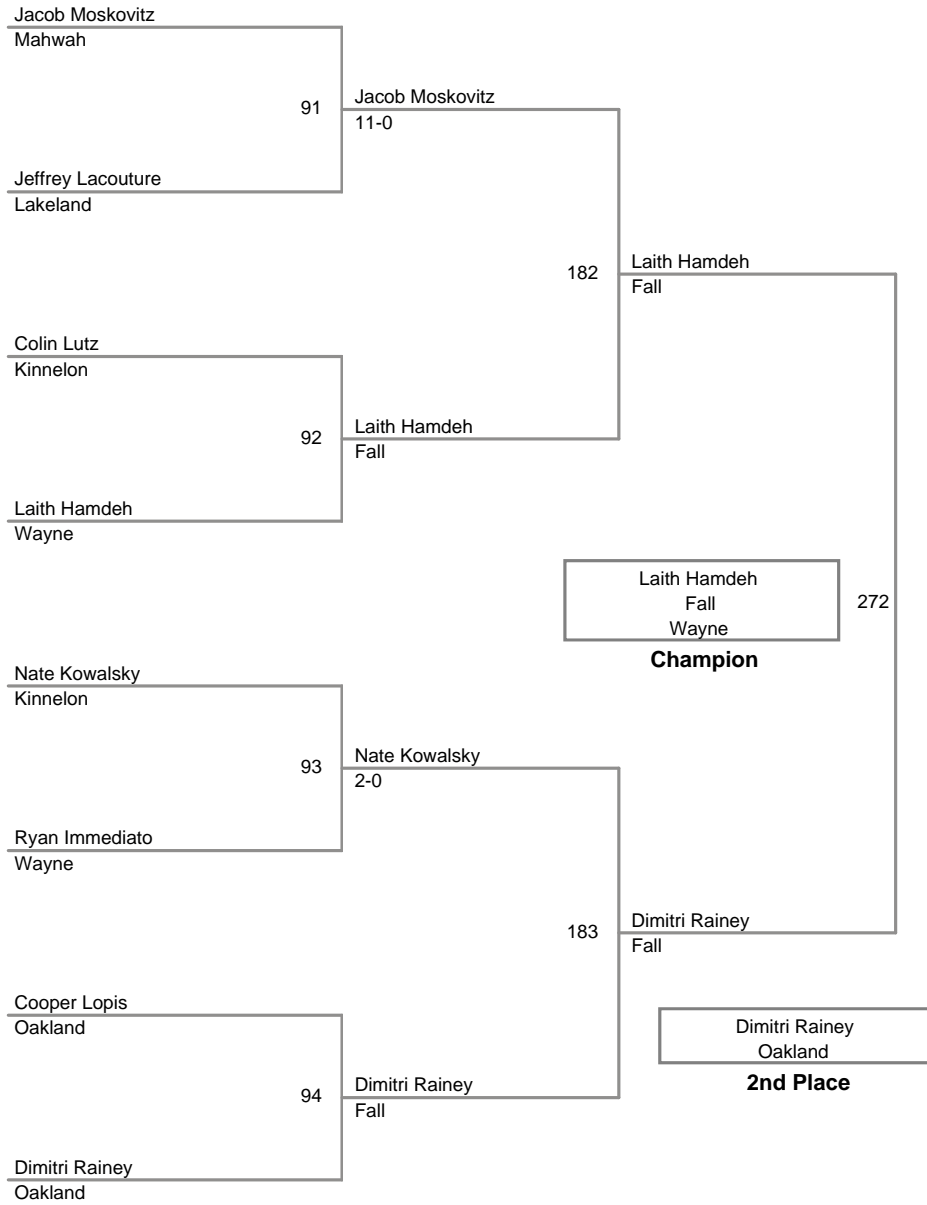 Jacob Moskovitz
Mahwah
91
Jacob Moskovitz
11-0
Jeffrey Lacouture
Lakeland
182
Laith Hamdeh
Fall
Colin Lutz
Kinnelon
92
Laith Hamdeh
Fall
Laith Hamdeh
Wayne
Laith Hamdeh
Fall
Wayne
272
Champion
Nate Kowalsky
Kinnelon
93
Nate Kowalsky
2-0
Ryan Immediato
Wayne
183
Dimitri Rainey
Fall
Cooper Lopis
Oakland
Dimitri Rainey
Oakland
2nd Place
94
Dimitri Rainey
Fall
Dimitri Rainey
Oakland